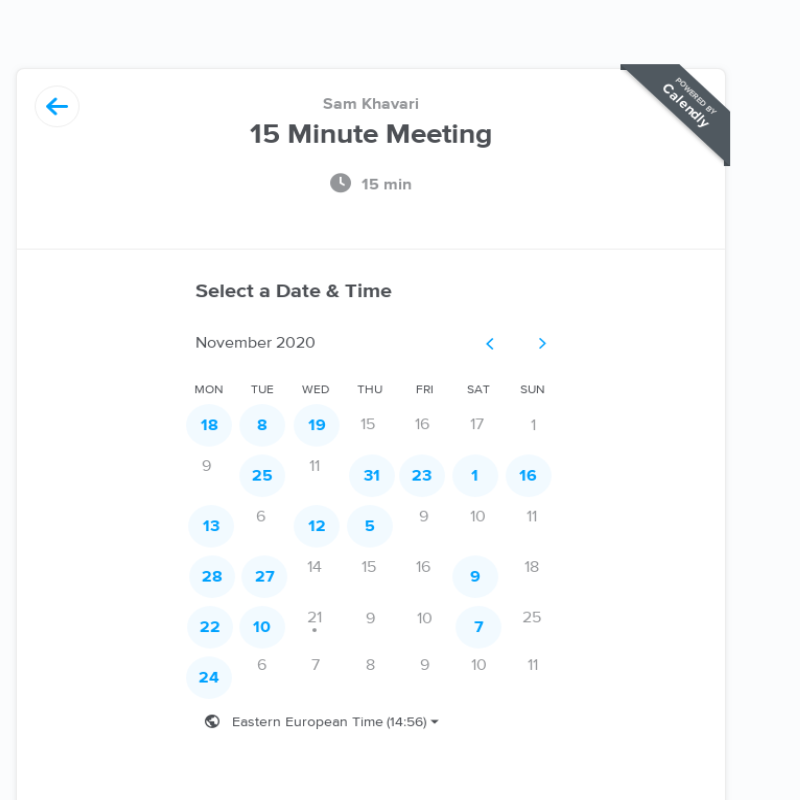 Sam Khavari
15 Minute Meeting
15 min
POWERED BY
Calendly
Select a Date & Time
November 2020
MON TUE WED THU FRI SAT SUN
18 8 19 15 16 17 1
9 25 11 31 23 1 16
13 6 12 5 9 10 11
28 27 14 15 16 9 18
22 10 21 9 10 7 25
24 6 7 8 9 10 11
Eastern European Time (14:56)